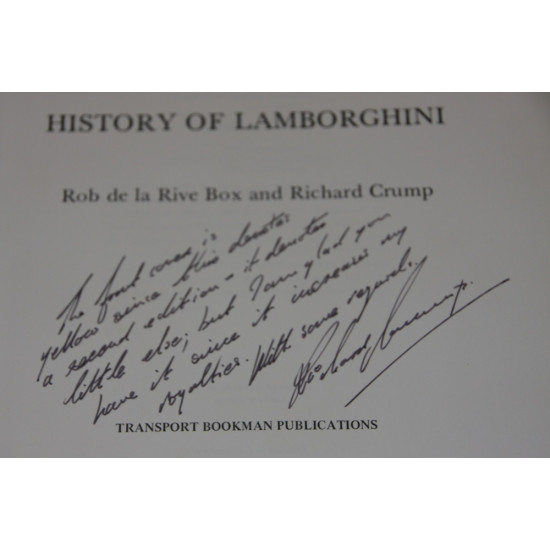 HISTORY OF LAMBORGHINI
Rob de la Rive Box and Richard Crump
The front cover is
yellow since this denotes
a second edition - it denotes
little else; but I am glad you
have it since it increases my
royalties. With some regard,
Richard Crump.
TRANSPORT BOOKMAN PUBLICATIONS